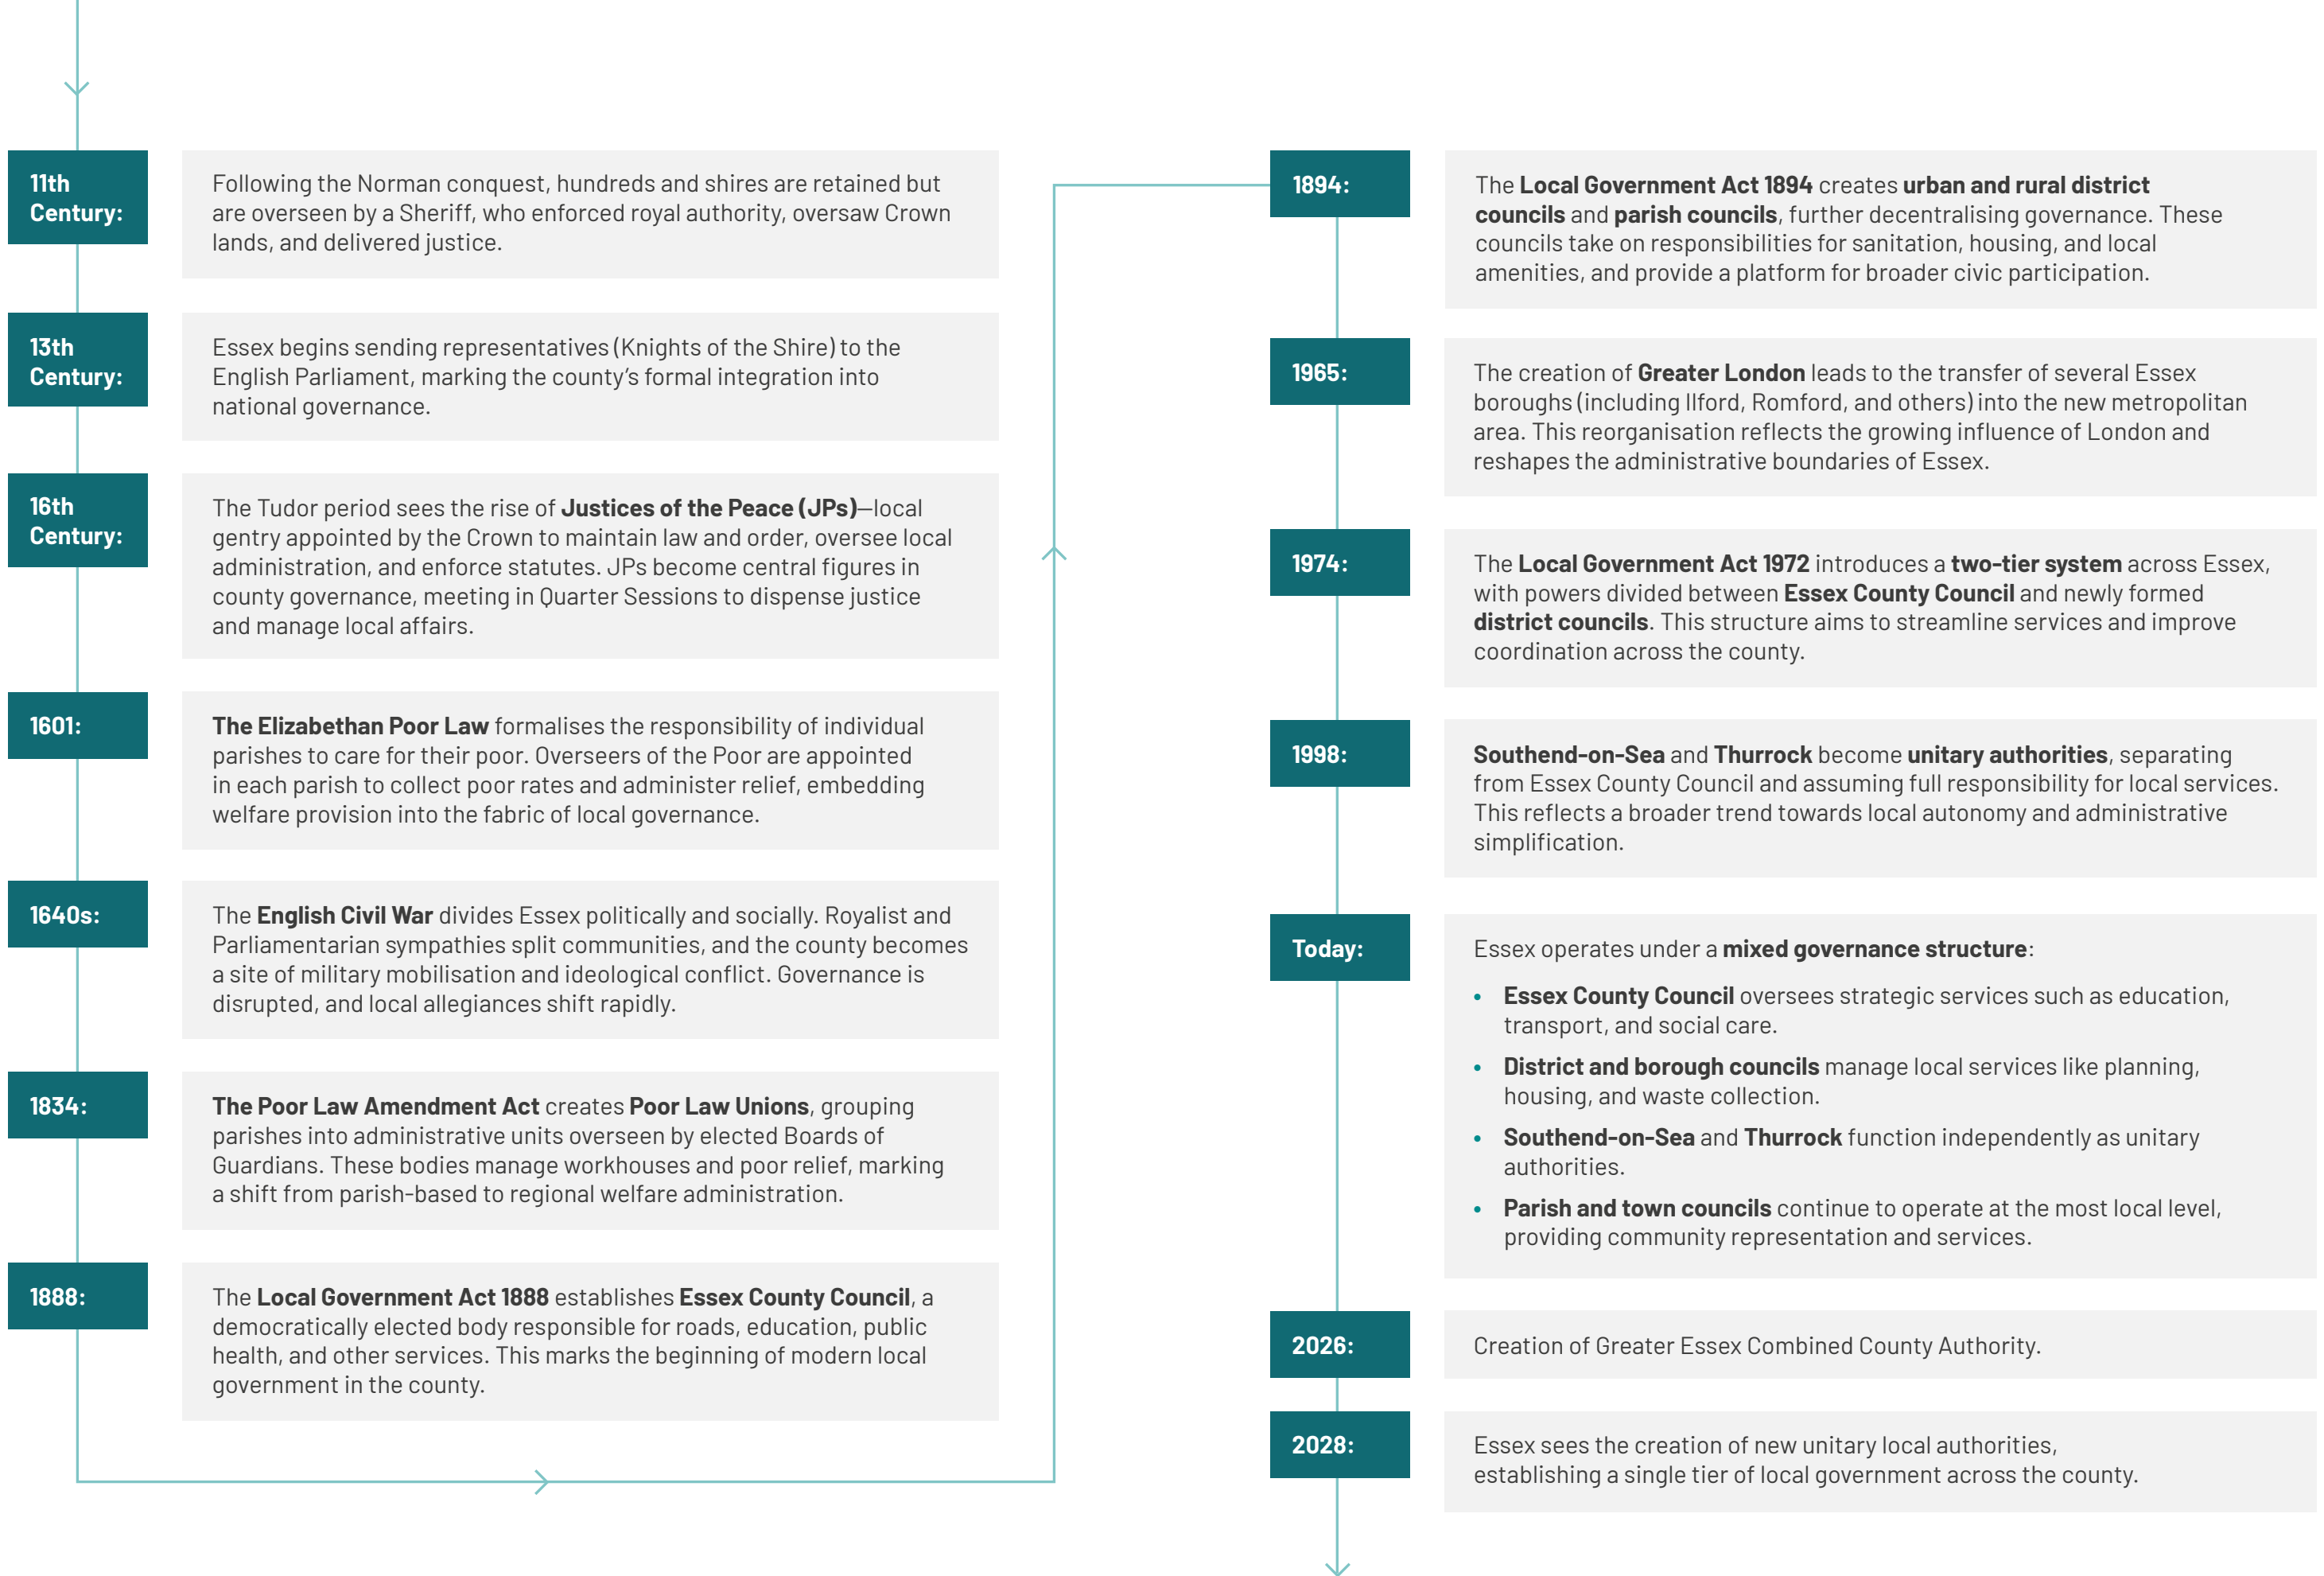 11th
Century:
Following the Norman conquest, hundreds and shires are retained but
are overseen by a Sheriff, who enforced royal authority, oversaw Crown
lands, and delivered justice.
13th
Century:
Essex begins sending representatives (Knights of the Shire) to the
English Parliament, marking the county’s formal integration into
national governance.
16th
Century:
The Tudor period sees the rise of Justices of the Peace (JPs)—local
gentry appointed by the Crown to maintain law and order, oversee local
administration, and enforce statutes. JPs become central figures in
county governance, meeting in Quarter Sessions to dispense justice
and manage local affairs.
1601:
The Elizabethan Poor Law formalises the responsibility of individual
parishes to care for their poor. Overseers of the Poor are appointed
in each parish to collect poor rates and administer relief, embedding
welfare provision into the fabric of local governance.
1640s:
The English Civil War divides Essex politically and socially. Royalist and
Parliamentarian sympathies split communities, and the county becomes
a site of military mobilisation and ideological conflict. Governance is
disrupted, and local allegiances shift rapidly.
1834:
The Poor Law Amendment Act creates Poor Law Unions, grouping
parishes into administrative units overseen by elected Boards of
Guardians. These bodies manage workhouses and poor relief, marking
a shift from parish-based to regional welfare administration.
1888:
The Local Government Act 1888 establishes Essex County Council, a
democratically elected body responsible for roads, education, public
health, and other services. This marks the beginning of modern local
government in the county.
1894:
The Local Government Act 1894 creates urban and rural district
councils and parish councils, further decentralising governance. These
councils take on responsibilities for sanitation, housing, and local
amenities, and provide a platform for broader civic participation.
1965:
The creation of Greater London leads to the transfer of several Essex
boroughs (including Ilford, Romford, and others) into the new metropolitan
area. This reorganisation reflects the growing influence of London and
reshapes the administrative boundaries of Essex.
1974:
The Local Government Act 1972 introduces a two-tier system across Essex,
with powers divided between Essex County Council and newly formed
district councils. This structure aims to streamline services and improve
coordination across the county.
1998:
Southend-on-Sea and Thurrock become unitary authorities, separating
from Essex County Council and assuming full responsibility for local services.
This reflects a broader trend towards local autonomy and administrative
simplification.
Today:
Essex operates under a mixed governance structure:
• Essex County Council oversees strategic services such as education,
transport, and social care.
• District and borough councils manage local services like planning,
housing, and waste collection.
• Southend-on-Sea and Thurrock function independently as unitary
authorities.
• Parish and town councils continue to operate at the most local level,
providing community representation and services.
2026:
Creation of Greater Essex Combined County Authority.
2028:
Essex sees the creation of new unitary local authorities,
establishing a single tier of local government across the county.